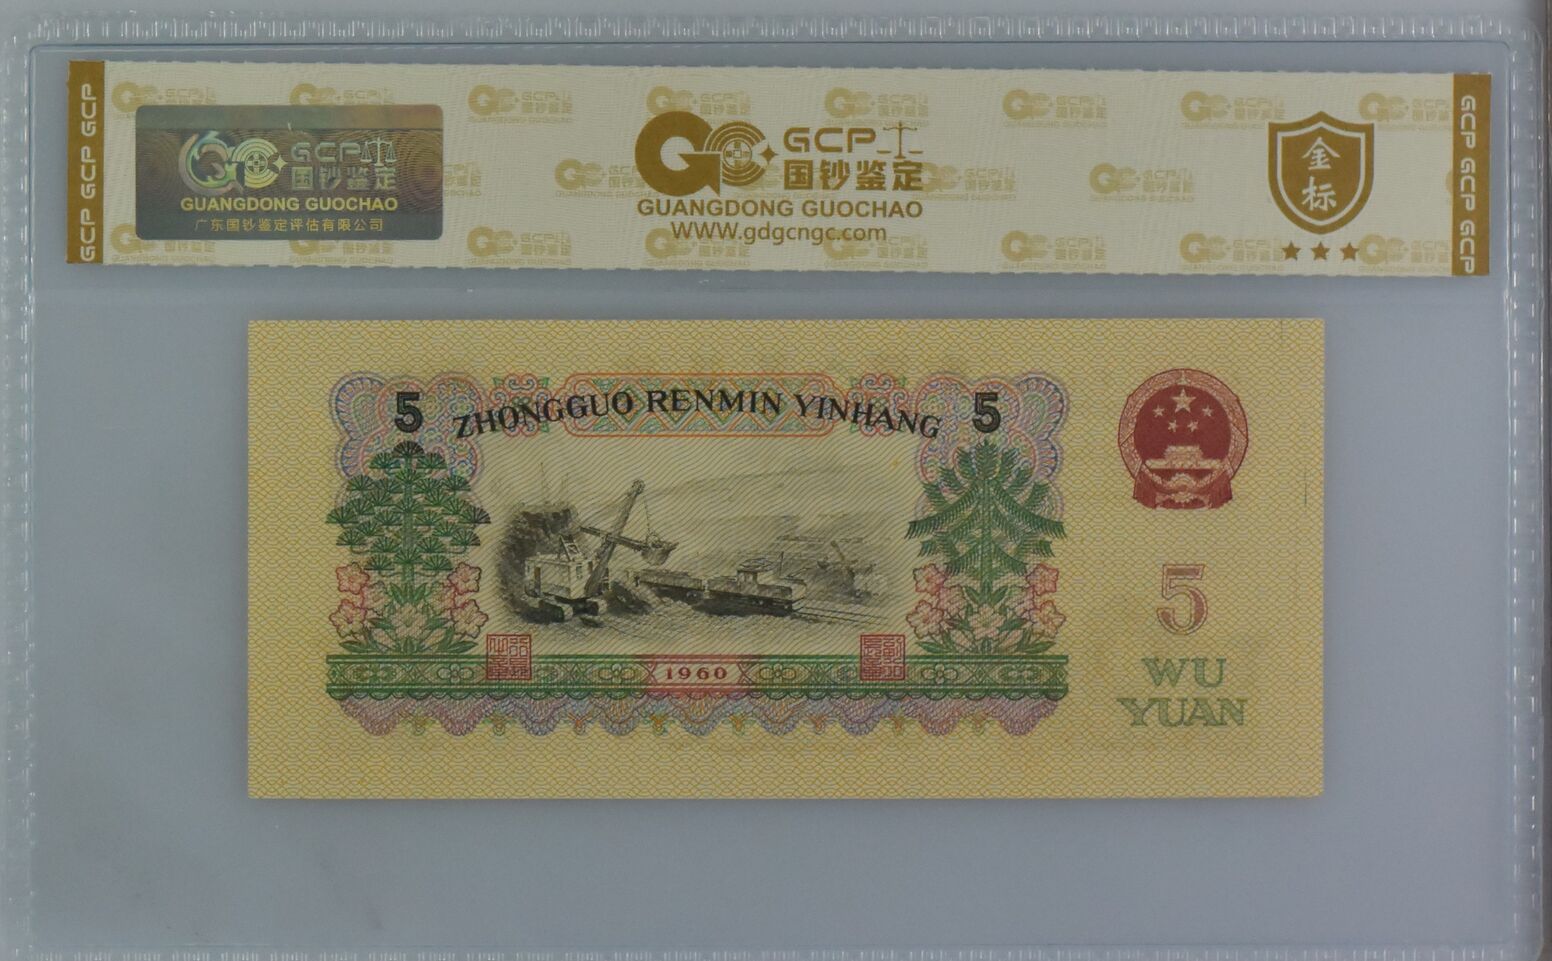 GCP GCP GCP
GCP
国钞鉴定
GUANGDONG GUOCHAO
广东国钞鉴定评估有限公司
GCP
国钞鉴定
GUANGDONG GUOCHAO
WWW.gdgcngc.com
金标
GCP GCP GCP
5 ZHONGGUO RENMIN YINHANG 5
1960
5
WU
YUAN